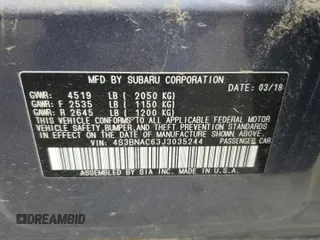 MFD BY SUBARU CORPORATION
DATE: 03/18
GVWR: 4519 LB ( 2050 KG)
GAWR: F 2535 LB ( 1150 KG)
GAWR: R 2645 LB ( 1200 KG)
THIS VEHICLE CONFORMS TO ALL APPLICABLE FEDERAL MOTOR
VEHICLE SAFETY, BUMPER, AND THEFT PREVENTION STANDARDS
IN EFFECT ON THE DATE OF MANUFACTURE SHOWN ABOVE.
VIN: 4S3BNAC63J3035244
PASSENGER CAR
ASSEMBLED BY SIA INC. MADE IN U.S.A.
DREAMBID